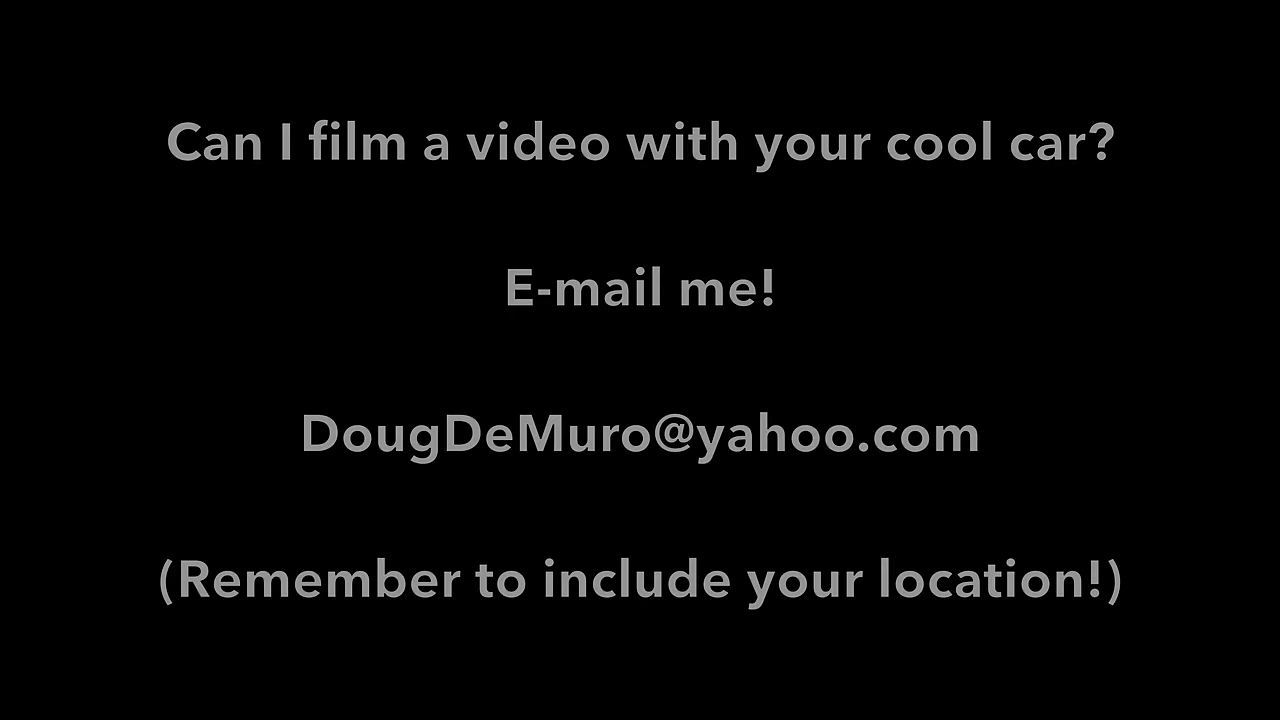 Can I film a video with your cool car?
E-mail me!
DougDeMuro@yahoo.com
(Remember to include your location!)